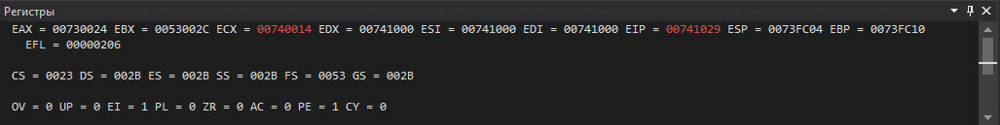 Регистры
EAX = 00730024 EBX = 0053002C ECX = 00740014 EDX = 00741000 ESI = 00741000 EDI = 00741000 EIP = 00741029 ESP = 0073FC04 EBP = 0073FC10
EFL = 00000206
CS = 0023 DS = 002B ES = 002B SS = 002B FS = 0053 GS = 002B
OV = 0 UP = 0 EI = 1 PL = 0 ZR = 0 AC = 0 PE = 1 CY = 0